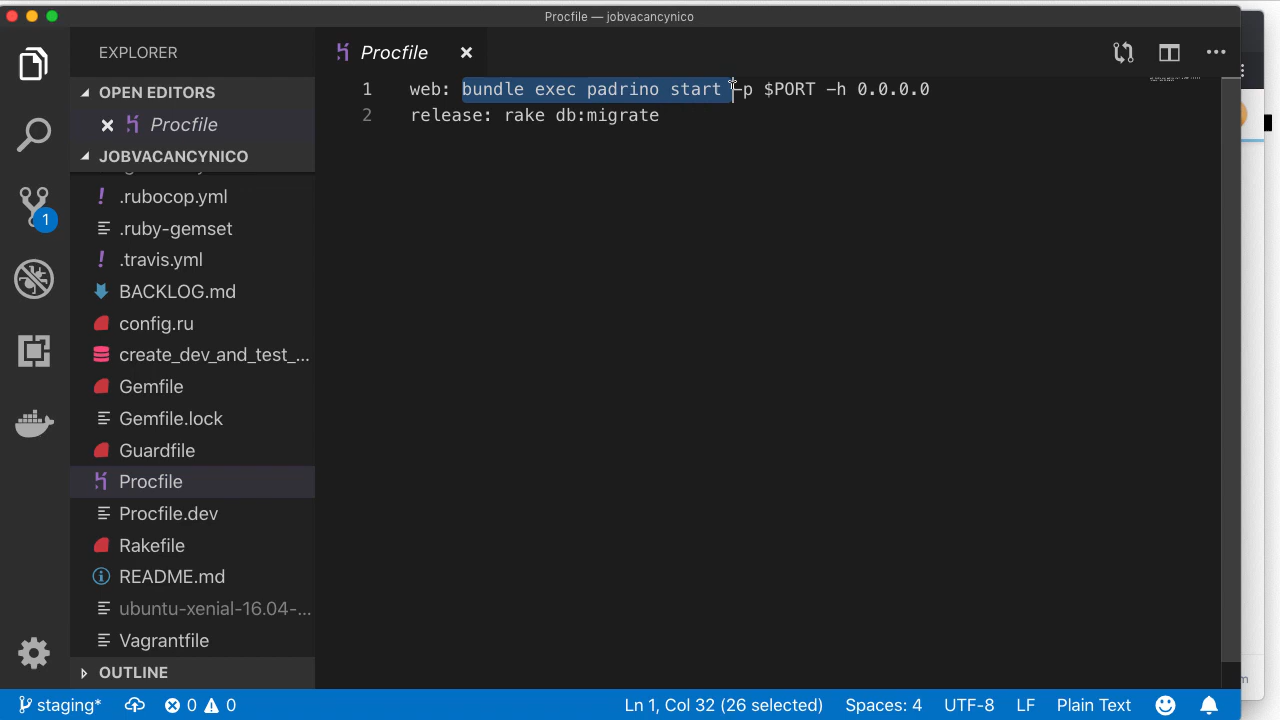 Procfile — jobvacancynico
EXPLORER
OPEN EDITORS
Procfile
JOBVACANCYNICO
.rubocop.yml
.ruby-gemset
.travis.yml
BACKLOG.md
config.ru
create_dev_and_test_...
Gemfile
Gemfile.lock
Guardfile
Procfile
Procfile.dev
Rakefile
README.md
ubuntu-xenial-16.04-...
Vagrantfile
OUTLINE
1
Procfile
1 web: bundle exec padrino start -p $PORT -h 0.0.0.0
2 release: rake db:migrate
staging* 0 0 Ln 1, Col 32 (26 selected) Spaces: 4 UTF-8 LF Plain Text